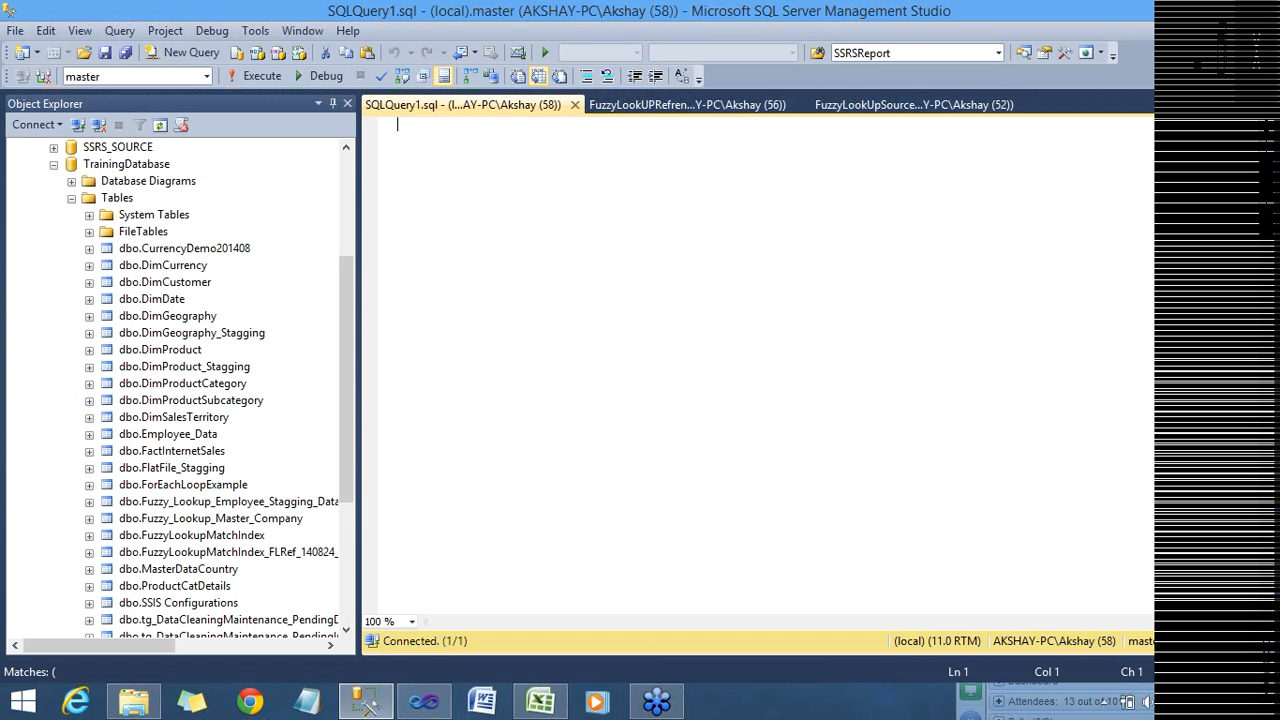 SQLQuery1.sql - (local).master (AKSHAY-PC\Akshay (58)) - Microsoft SQL Server Management Studio
File Edit View Query Project Debug Tools Window Help
New Query SSRSReport
master Execute Debug
Object Explorer
SQLQuery1.sql - (l...AY-PC\Akshay (58)) FuzzyLookUPRefren...Y-PC\Akshay (56)) FuzzyLookUpSource...Y-PC\Akshay (52))
Connect
SSRS_SOURCE
TrainingDatabase
Database Diagrams
Tables
System Tables
FileTables
dbo.CurrencyDemo201408
dbo.DimCurrency
dbo.DimCustomer
dbo.DimDate
dbo.DimGeography
dbo.DimGeography_Stagging
dbo.DimProduct
dbo.DimProduct_Stagging
dbo.DimProductCategory
dbo.DimProductSubcategory
dbo.DimSalesTerritory
dbo.Employee_Data
dbo.FactInternetSales
dbo.FlatFile_Stagging
dbo.ForEachLoopExample
dbo.Fuzzy_Lookup_Employee_Stagging_Data
dbo.Fuzzy_Lookup_Master_Company
dbo.FuzzyLookupMatchIndex
dbo.FuzzyLookupMatchIndex_FLRef_140824_
dbo.MasterDataCountry
dbo.ProductCatDetails
dbo.SSIS Configurations
dbo.tg_DataCleaningMaintenance_PendingD
dbo.tg_DataCleaningMaintenance_PendingI
100 %
Connected. (1/1) (local) (11.0 RTM) AKSHAY-PC\Akshay (58) mast
Matches: ( Ln 1 Col 1 Ch 1
Attendees: 13 out of 10